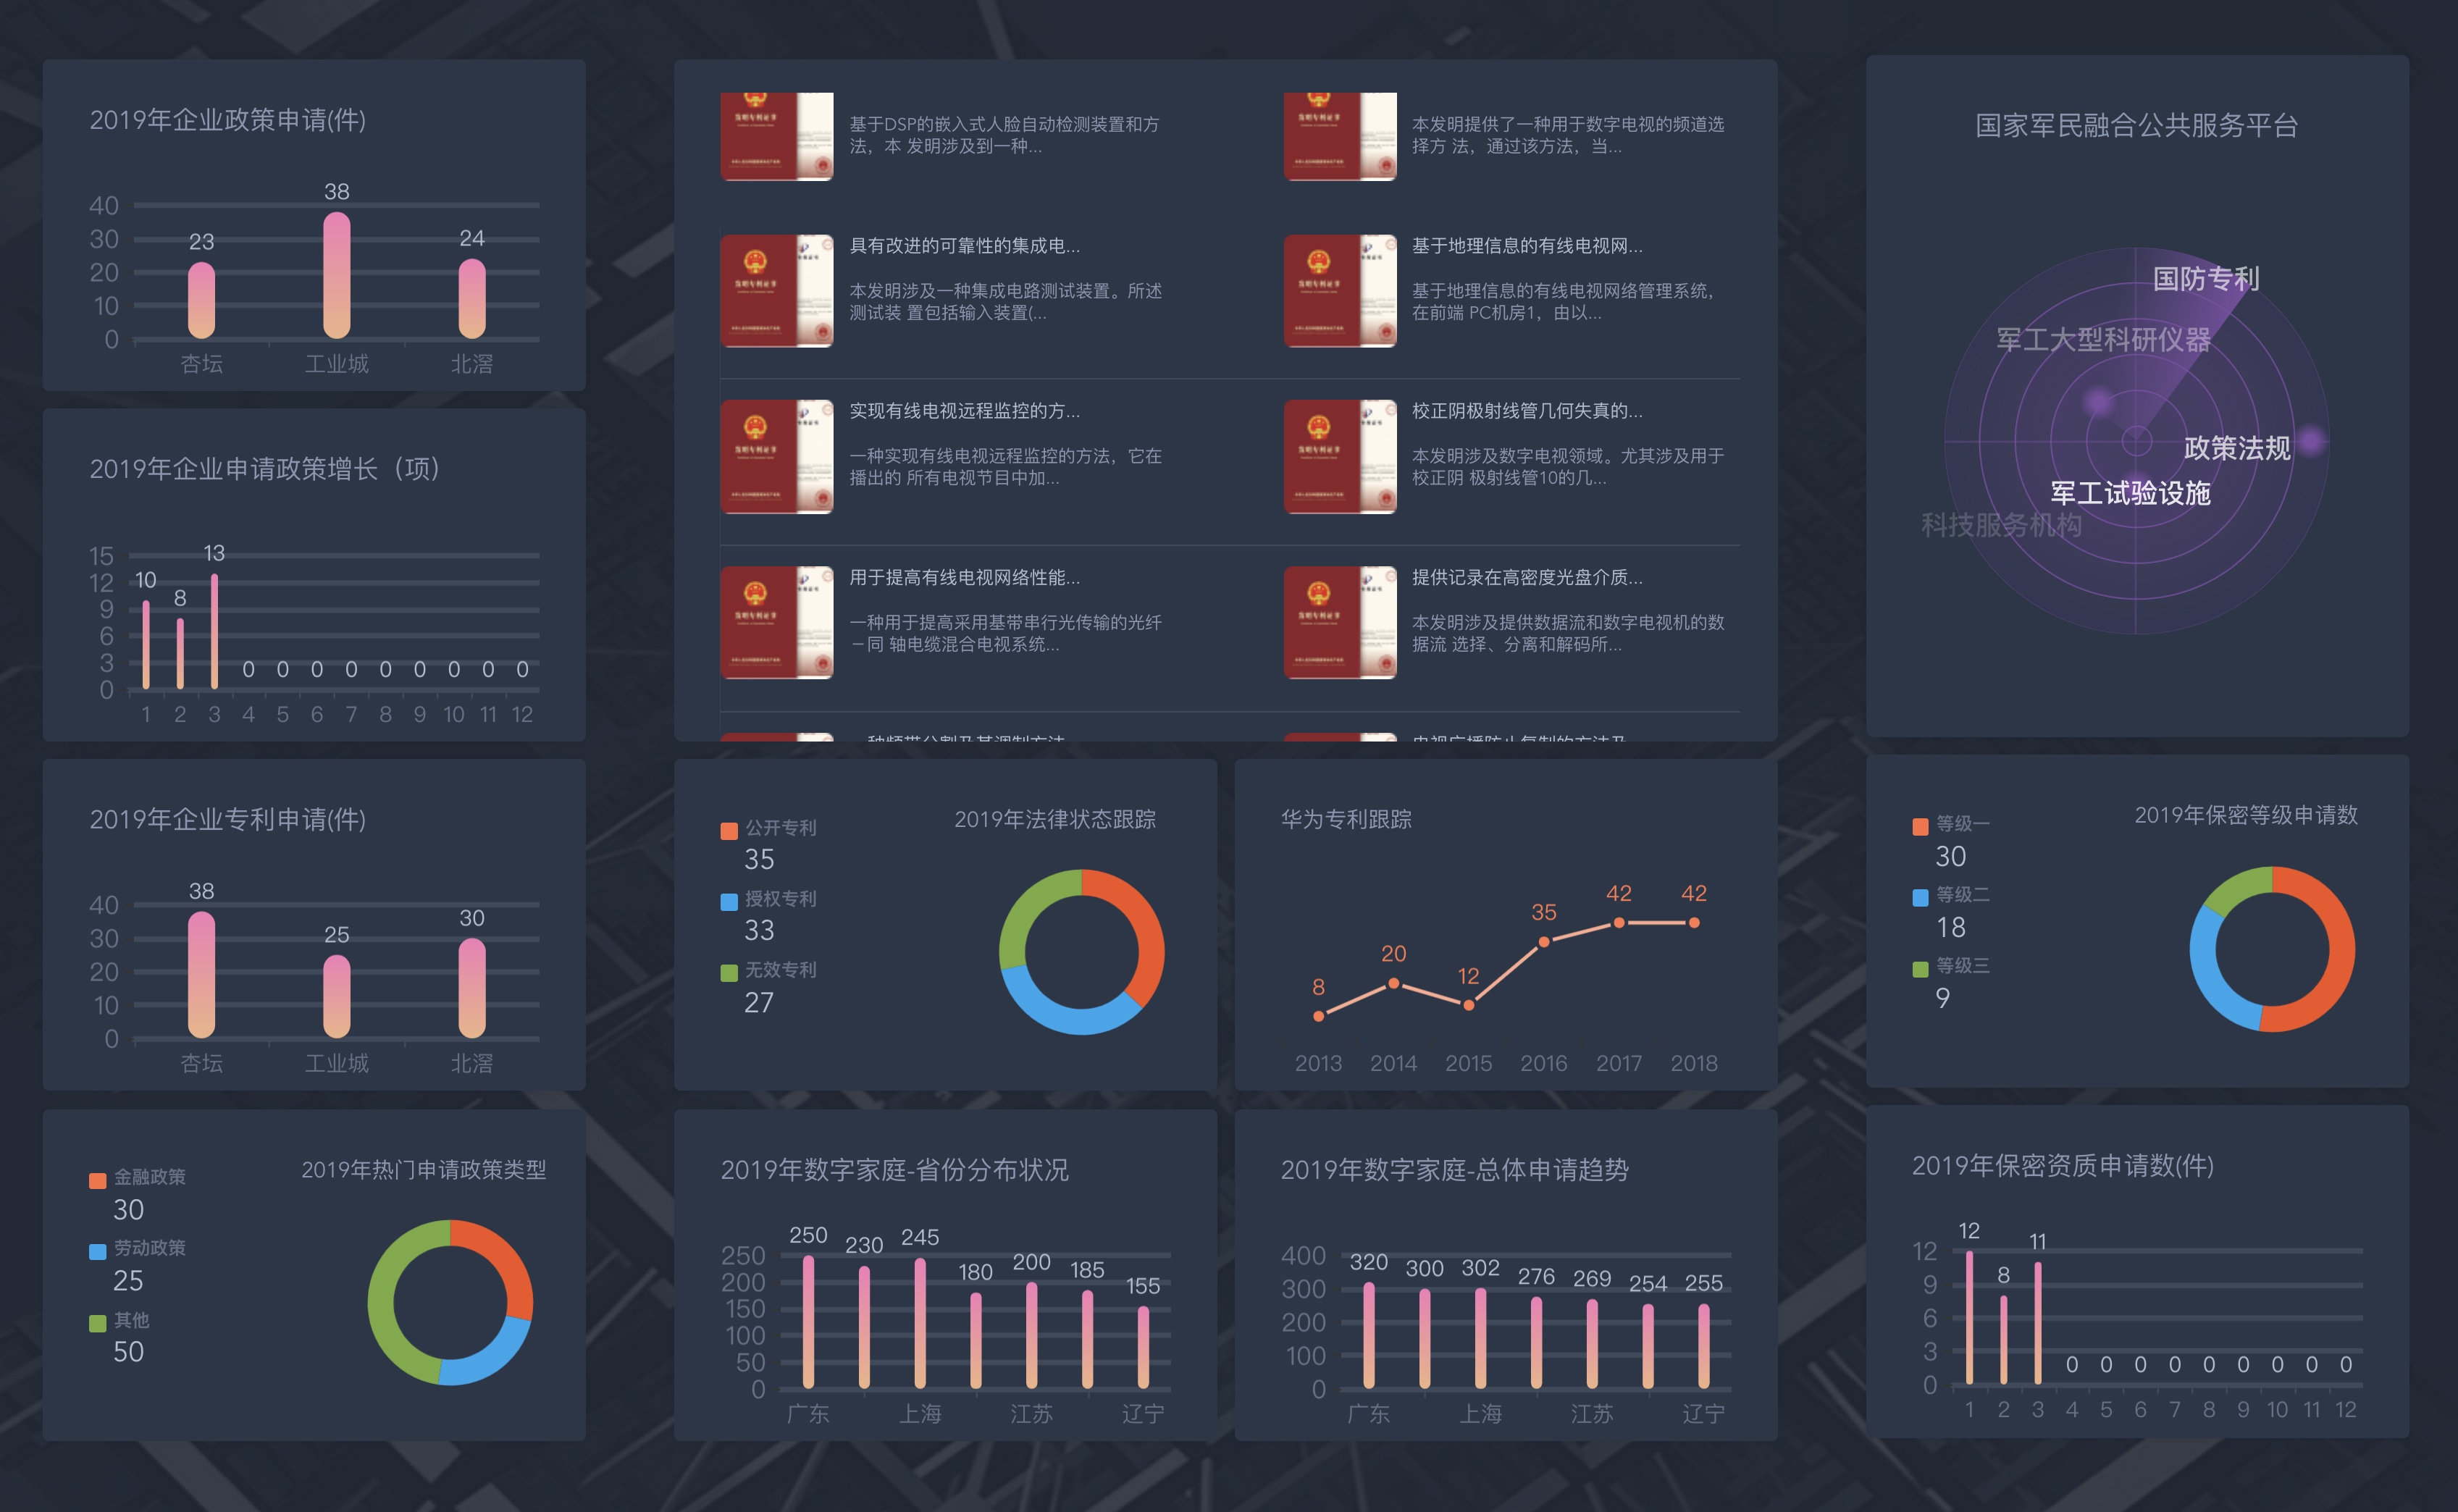 2019年企业政策申请(件)
40
30
20
10
0
23
38
24
杏坛
工业城
北滘
2019年企业申请政策增长（项）
15
12
9
6
3
0
10
8
13
0 0 0 0 0 0 0 0 0
1 2 3 4 5 6 7 8 9 10 11 12
2019年企业专利申请(件)
40
30
20
10
0
38
25
30
杏坛
工业城
北滘
金融政策
30
劳动政策
25
其他
50
2019年热门申请政策类型
基于DSP的嵌入式人脸自动检测装置和方
法，本 发明涉及到一种...
本发明提供了一种用于数字电视的频道选
择方 法，通过该方法，当...
具有改进的可靠性的集成电...
本发明涉及一种集成电路测试装置。所述
测试装 置包括输入装置(...
基于地理信息的有线电视网...
基于地理信息的有线电视网络管理系统，
在前端 PC机房1，由以...
实现有线电视远程监控的方...
一种实现有线电视远程监控的方法，它在
播出的 所有电视节目中加...
校正阴极射线管几何失真的...
本发明涉及数字电视领域。尤其涉及用于
校正阴 极射线管10的几...
用于提高有线电视网络性能...
一种用于提高采用基带串行光传输的光纤
－同 轴电缆混合电视系统...
提供记录在高密度光盘介质...
本发明涉及提供数据流和数字电视机的数
据流 选择、分离和解码所...
公开专利
35
授权专利
33
无效专利
27
2019年法律状态跟踪
华为专利跟踪
8
20
12
35
42
42
2013 2014 2015 2016 2017 2018
2019年数字家庭-省份分布状况
250
200
150
100
50
0
250
230
245
180
200
185
155
广东
上海
江苏
辽宁
2019年数字家庭-总体申请趋势
400
300
200
100
0
320
300
302
276
269
254
255
广东
上海
江苏
辽宁
国家军民融合公共服务平台
国防专利
军工大型科研仪器
政策法规
军工试验设施
科技服务机构
等级一
30
等级二
18
等级三
9
2019年保密等级申请数
2019年保密资质申请数(件)
12
9
6
3
0
12
8
11
0 0 0 0 0 0 0 0 0
1 2 3 4 5 6 7 8 9 10 11 12